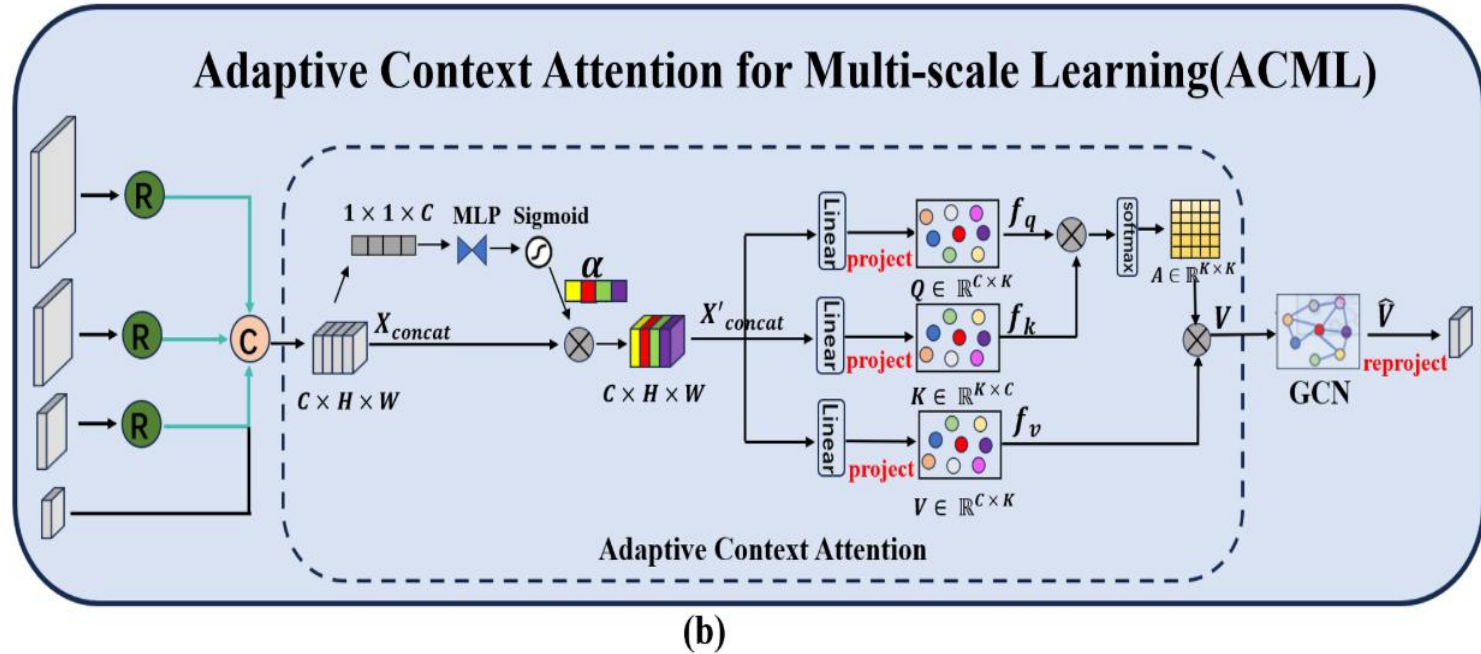 Adaptive Context Attention for Multi-scale Learning(ACML)
R
R
R
C
1 × 1 × C
MLP
Sigmoid
α
X_concat
C × H × W
X'_concat
C × H × W
Linear
project
f_q
Q ∈ ℝ^{C × K}
Linear
project
f_k
K ∈ ℝ^{K × C}
Linear
project
f_v
V ∈ ℝ^{C × K}
softmax
A ∈ ℝ^{K × K}
V
GCN
V̂
reproject
Adaptive Context Attention
(b)